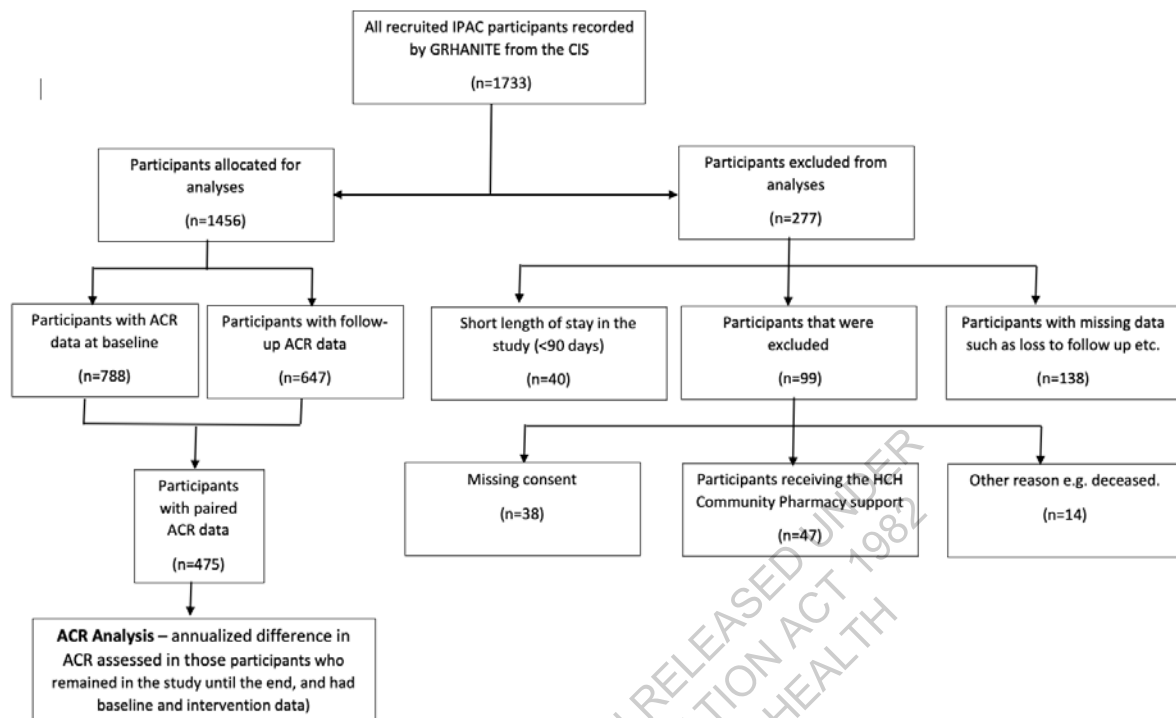 All recruited IPAC participants recorded
by GRHANITE from the CIS
(n=1733)
Participants allocated for
analyses
(n=1456)
Participants excluded from
analyses
(n=277)
Participants with ACR
data at baseline
(n=788)
Participants with follow-
up ACR data
(n=647)
Short length of stay in the
study (<90 days)
(n=40)
Participants that were
excluded
(n=99)
Participants with missing data
such as loss to follow up etc.
(n=138)
Participants
with paired
ACR data
(n=475)
Missing consent
(n=38)
Participants receiving the HCH
Community Pharmacy support
(n=47)
Other reason e.g. deceased.
(n=14)
ACR Analysis – annualized difference in
ACR assessed in those participants who
remained in the study until the end, and had
baseline and intervention data)
RELEASED UNDER
ACT 1982
HEALTH